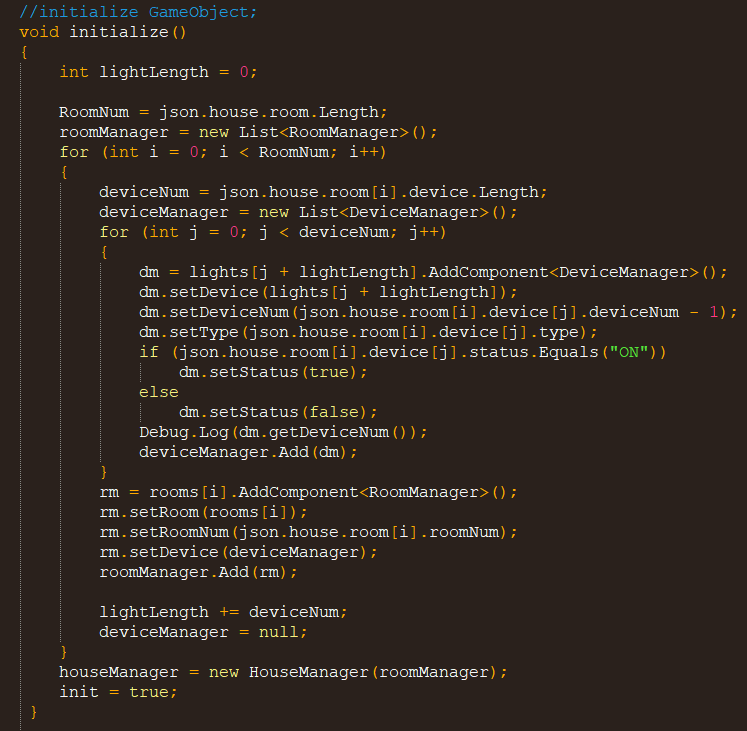 //initialize GameObject;
void initialize()
{
    int lightLength = 0;

    RoomNum = json.house.room.Length;
    roomManager = new List<RoomManager>();
    for (int i = 0; i < RoomNum; i++)
    {
        deviceNum = json.house.room[i].device.Length;
        deviceManager = new List<DeviceManager>();
        for (int j = 0; j < deviceNum; j++)
        {
            dm = lights[j + lightLength].AddComponent<DeviceManager>();
            dm.setDevice(lights[j + lightLength]);
            dm.setDeviceNum(json.house.room[i].device[j].deviceNum - 1);
            dm.setType(json.house.room[i].device[j].type);
            if (json.house.room[i].device[j].status.Equals("ON"))
                dm.setStatus(true);
            else
                dm.setStatus(false);
            Debug.Log(dm.getDeviceNum());
            deviceManager.Add(dm);
        }
        rm = rooms[i].AddComponent<RoomManager>();
        rm.setRoom(rooms[i]);
        rm.setRoomNum(json.house.room[i].roomNum);
        rm.setDevice(deviceManager);
        roomManager.Add(rm);

        lightLength += deviceNum;
        deviceManager = null;
    }
    houseManager = new HouseManager(roomManager);
    init = true;
}